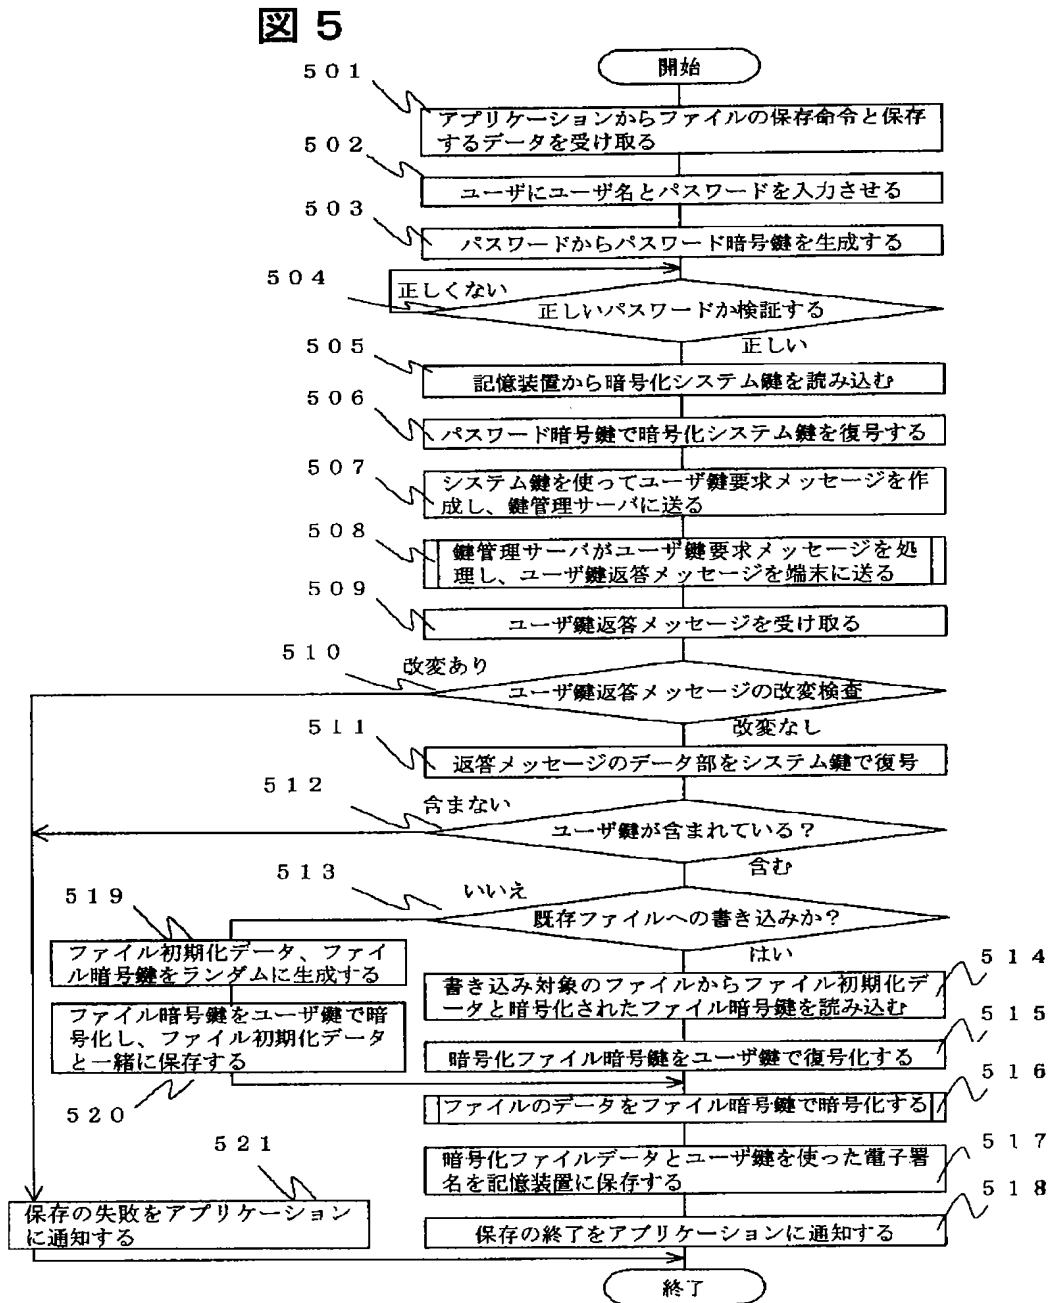 図 5
開始
501
アプリケーションからファイルの保存命令と保存
するデータを受け取る
502
ユーザにユーザ名とパスワードを入力させる
503
パスワードからパスワード暗号鍵を生成する
504
正しくない
正しいパスワードか検証する
正しい
505
記憶装置から暗号化システム鍵を読み込む
506
パスワード暗号鍵で暗号化システム鍵を復号する
507
システム鍵を使ってユーザ鍵要求メッセージを作
成し、鍵管理サーバに送る
508
鍵管理サーバがユーザ鍵要求メッセージを処
理し、ユーザ鍵返答メッセージを端末に送る
509
ユーザ鍵返答メッセージを受け取る
510
改変あり
ユーザ鍵返答メッセージの改変検査
改変なし
511
返答メッセージのデータ部をシステム鍵で復号
512
含まない
ユーザ鍵が含まれている?
含む
513
いいえ
既存ファイルへの書き込みか?
はい
519
ファイル初期化データ、ファイ
ル暗号鍵をランダムに生成する
514
書き込み対象のファイルからファイル初期化デ
ータと暗号化されたファイル暗号鍵を読み込む
ファイル暗号鍵をユーザ鍵で暗
号化し、ファイル初期化データ
と一緒に保存する
520
515
暗号化ファイル暗号鍵をユーザ鍵で復号化する
516
ファイルのデータをファイル暗号鍵で暗号化する
517
暗号化ファイルデータとユーザ鍵を使った電子署
名を記憶装置に保存する
521
保存の失敗をアプリケーション
に通知する
518
保存の終了をアプリケーションに通知する
終了